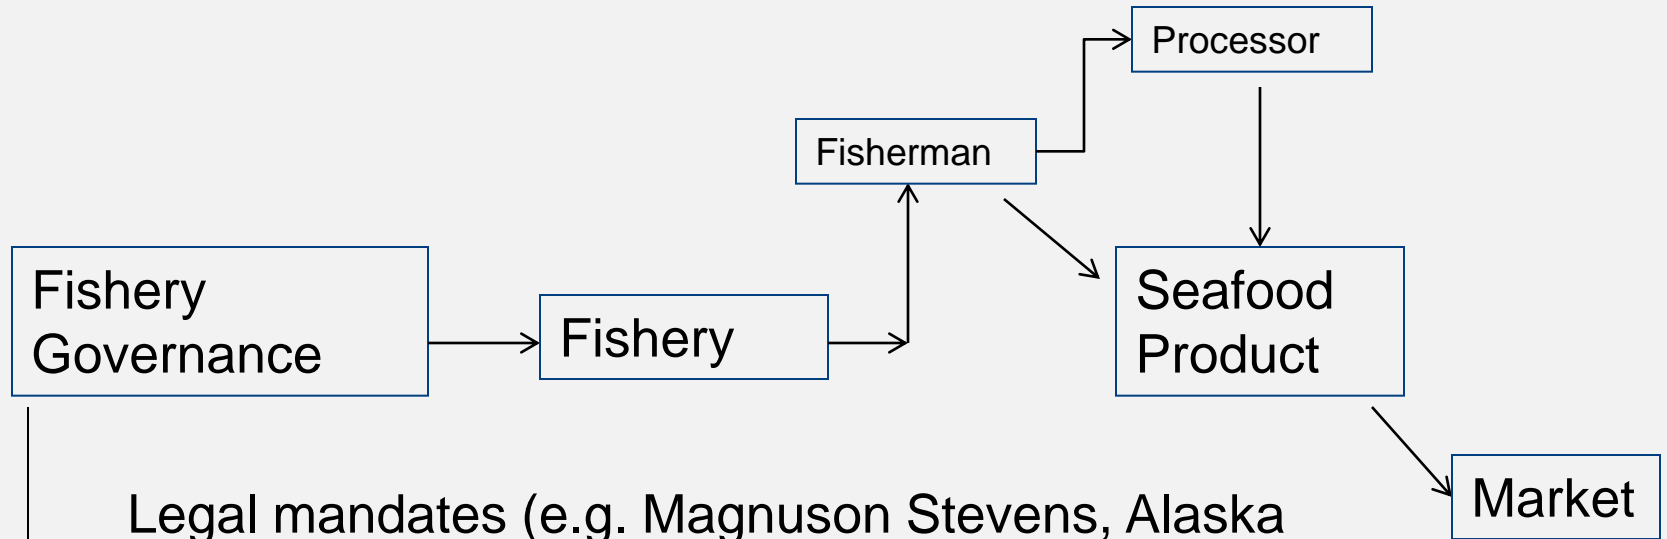 Processor
Fisherman
Fishery
Governance
Fishery
Seafood
Product
Market
Legal mandates (e.g. Magnuson Stevens, Alaska